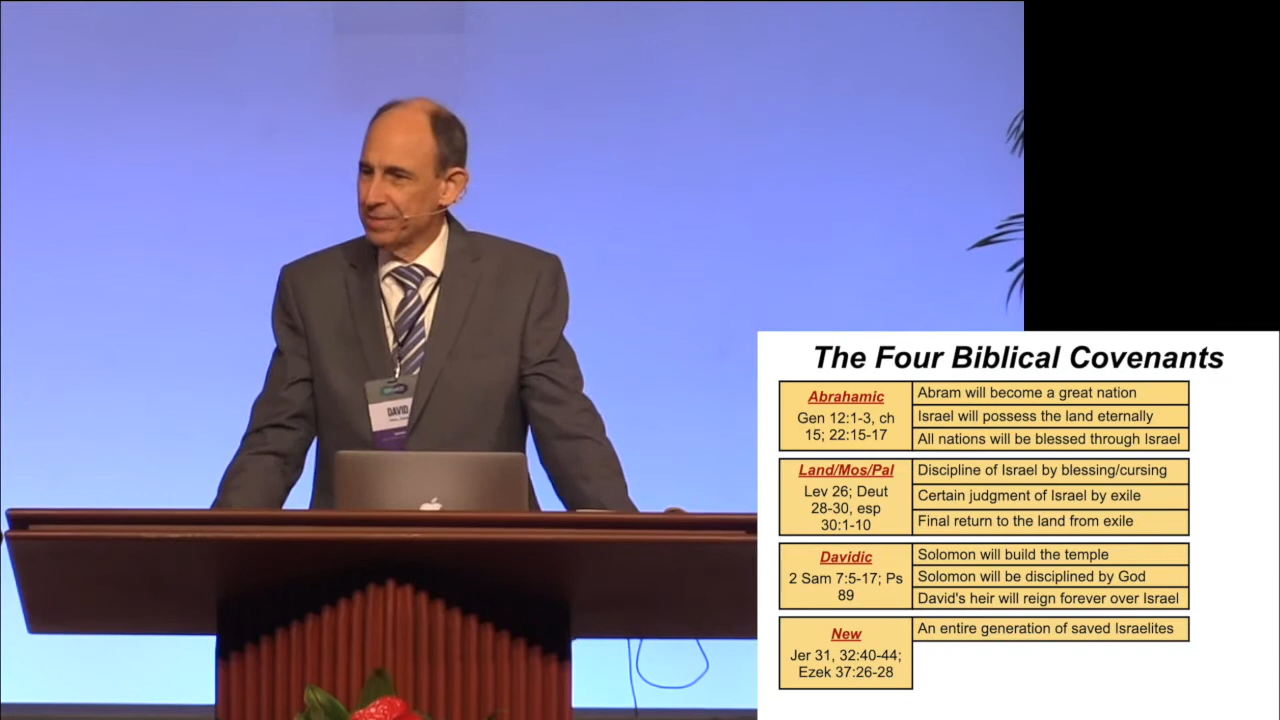 DAVID
The Four Biblical Covenants
Abrahamic
Gen 12:1-3, ch
15; 22:15-17
Abram will become a great nation
Israel will possess the land eternally
All nations will be blessed through Israel
Land/Mos/Pal
Lev 26; Deut
28-30, esp
30:1-10
Discipline of Israel by blessing/cursing
Certain judgment of Israel by exile
Final return to the land from exile
Davidic
2 Sam 7:5-17; Ps
89
Solomon will build the temple
Solomon will be disciplined by God
David's heir will reign forever over Israel
New
Jer 31, 32:40-44;
Ezek 37:26-28
An entire generation of saved Israelites